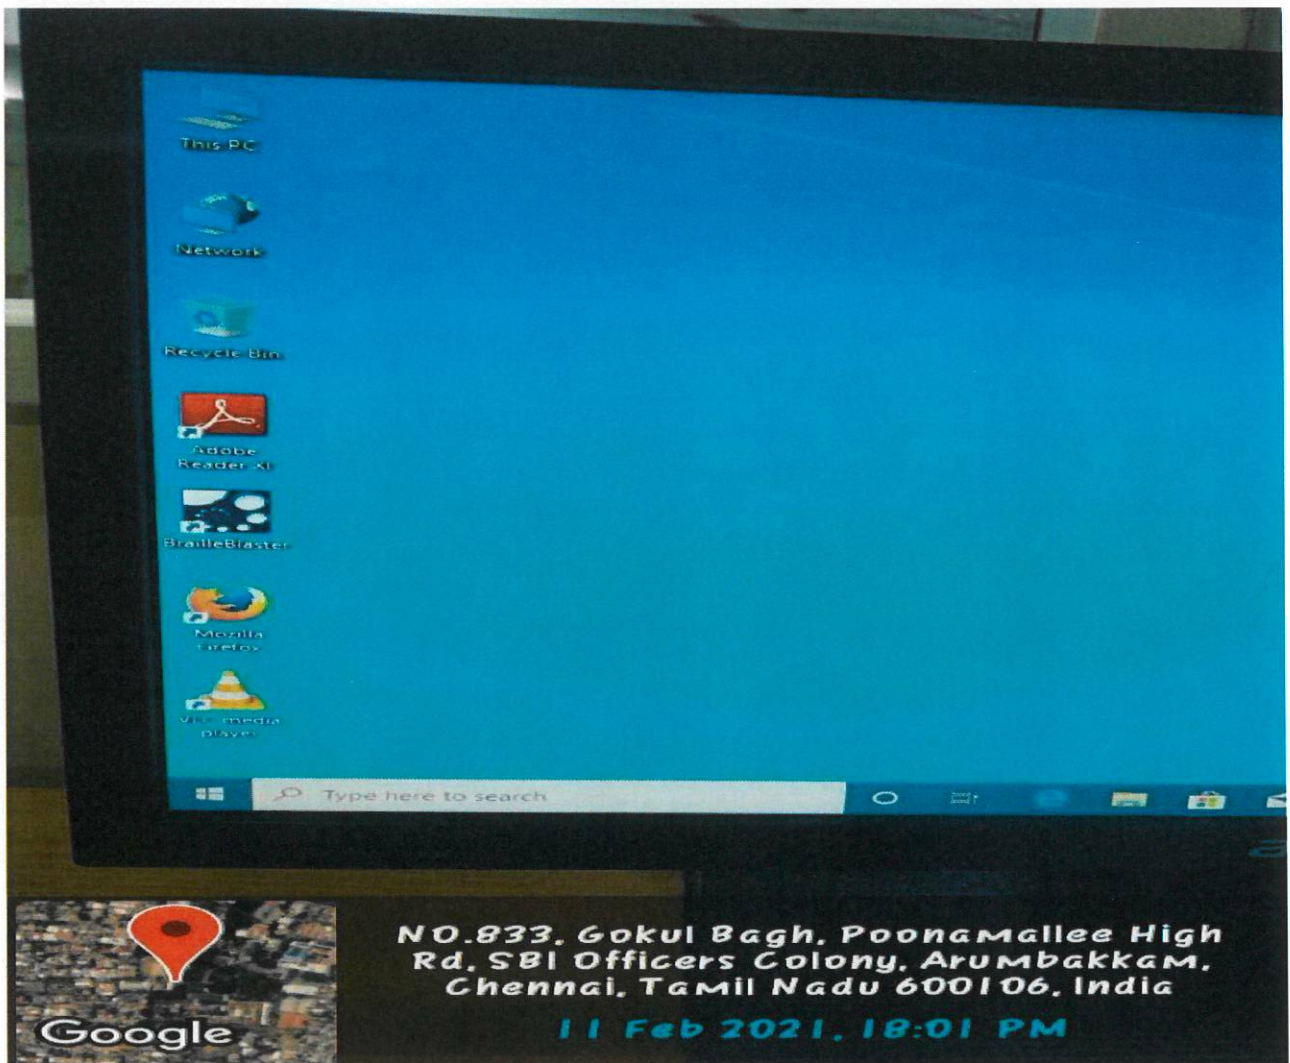 This PC
Network
Recycle Bin
Adobe
Reader XI
BrailleBlaster
Mozilla
Firefox
VLC media
player
Type here to search
Google
NO.833, Gokul Bagh, Poonamallee High
Rd, SBI Officers Colony, Arumbakkam,
Chennai, Tamil Nadu 600106, India
11 Feb 2021, 18:01 PM